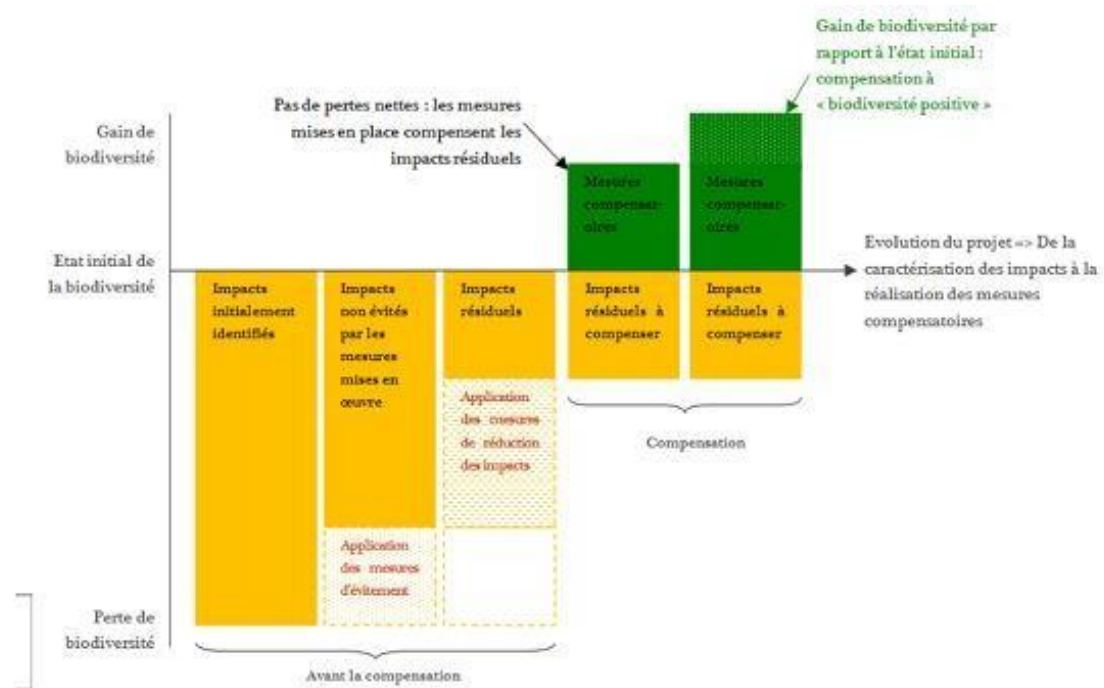 Gain de biodiversité par
rapport à l'état initial :
compensation à
« biodiversité positive »
Pas de pertes nettes : les mesures
mises en place compensent les
impacts résiduels
Gain de
biodiversité
Mesures
compensar-
oires
Mesures
compensar-
oires
Etat initial de
la biodiversité
Evolution du projet => De la
caractérisation des impacts à la
réalisation des mesures
compensatoires
Impacts
initialement
identifiés
Impacts
non évités
par les
mesures
mises en
œuvre
Impacts
résiduels
Impacts
résiduels à
compenser
Impacts
résiduels à
compenser
Application
des mesures
de réduction
des impacts
Compensation
Application
des mesures
d'évitement
Perte de
biodiversité
Avant la compensation